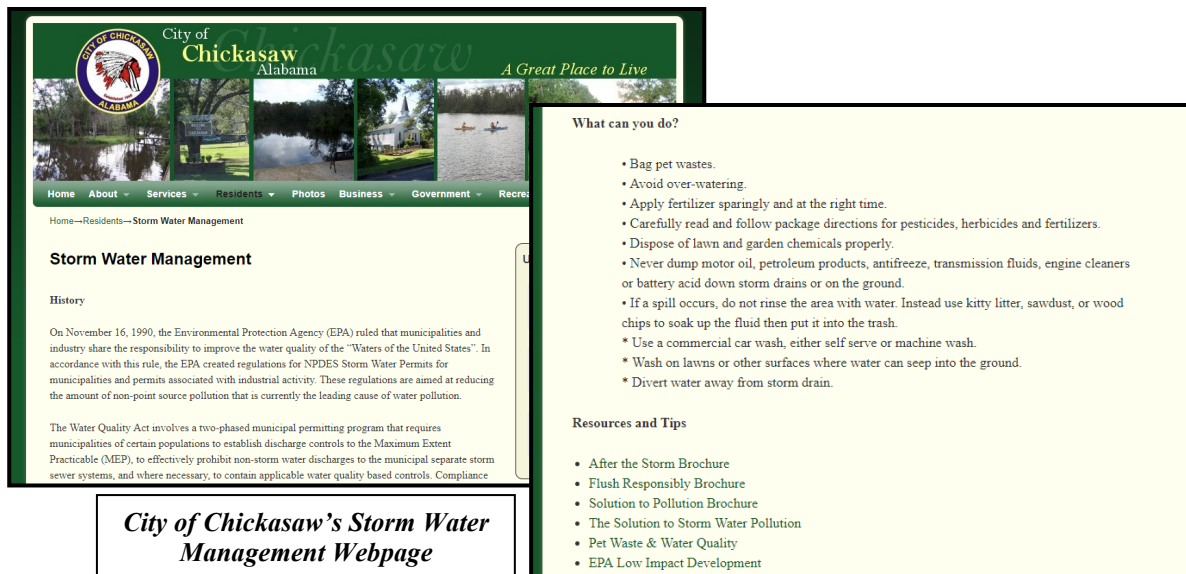 CITY OF CHICKASAW
ALABAMA
City of
Chickasaw
Alabama
Chickasaw
A Great Place to Live
Home About Services Residents Photos Business Government Recrea
Home→Residents→Storm Water Management
Storm Water Management
U
History
On November 16, 1990, the Environmental Protection Agency (EPA) ruled that municipalities and
industry share the responsibility to improve the water quality of the “Waters of the United States”. In
accordance with this rule, the EPA created regulations for NPDES Storm Water Permits for
municipalities and permits associated with industrial activity. These regulations are aimed at reducing
the amount of non-point source pollution that is currently the leading cause of water pollution.
The Water Quality Act involves a two-phased municipal permitting program that requires
municipalities of certain populations to establish discharge controls to the Maximum Extent
Practicable (MEP), to effectively prohibit non-storm water discharges to the municipal separate storm
sewer systems, and where necessary, to contain applicable water quality based controls. Compliance
City of Chickasaw’s Storm Water
Management Webpage
What can you do?
• Bag pet wastes.
• Avoid over-watering.
• Apply fertilizer sparingly and at the right time.
• Carefully read and follow package directions for pesticides, herbicides and fertilizers.
• Dispose of lawn and garden chemicals properly.
• Never dump motor oil, petroleum products, antifreeze, transmission fluids, engine cleaners
or battery acid down storm drains or on the ground.
• If a spill occurs, do not rinse the area with water. Instead use kitty litter, sawdust, or wood
chips to soak up the fluid then put it into the trash.
* Use a commercial car wash, either self serve or machine wash.
* Wash on lawns or other surfaces where water can seep into the ground.
* Divert water away from storm drain.
Resources and Tips
• After the Storm Brochure
• Flush Responsibly Brochure
• Solution to Pollution Brochure
• The Solution to Storm Water Pollution
• Pet Waste & Water Quality
• EPA Low Impact Development